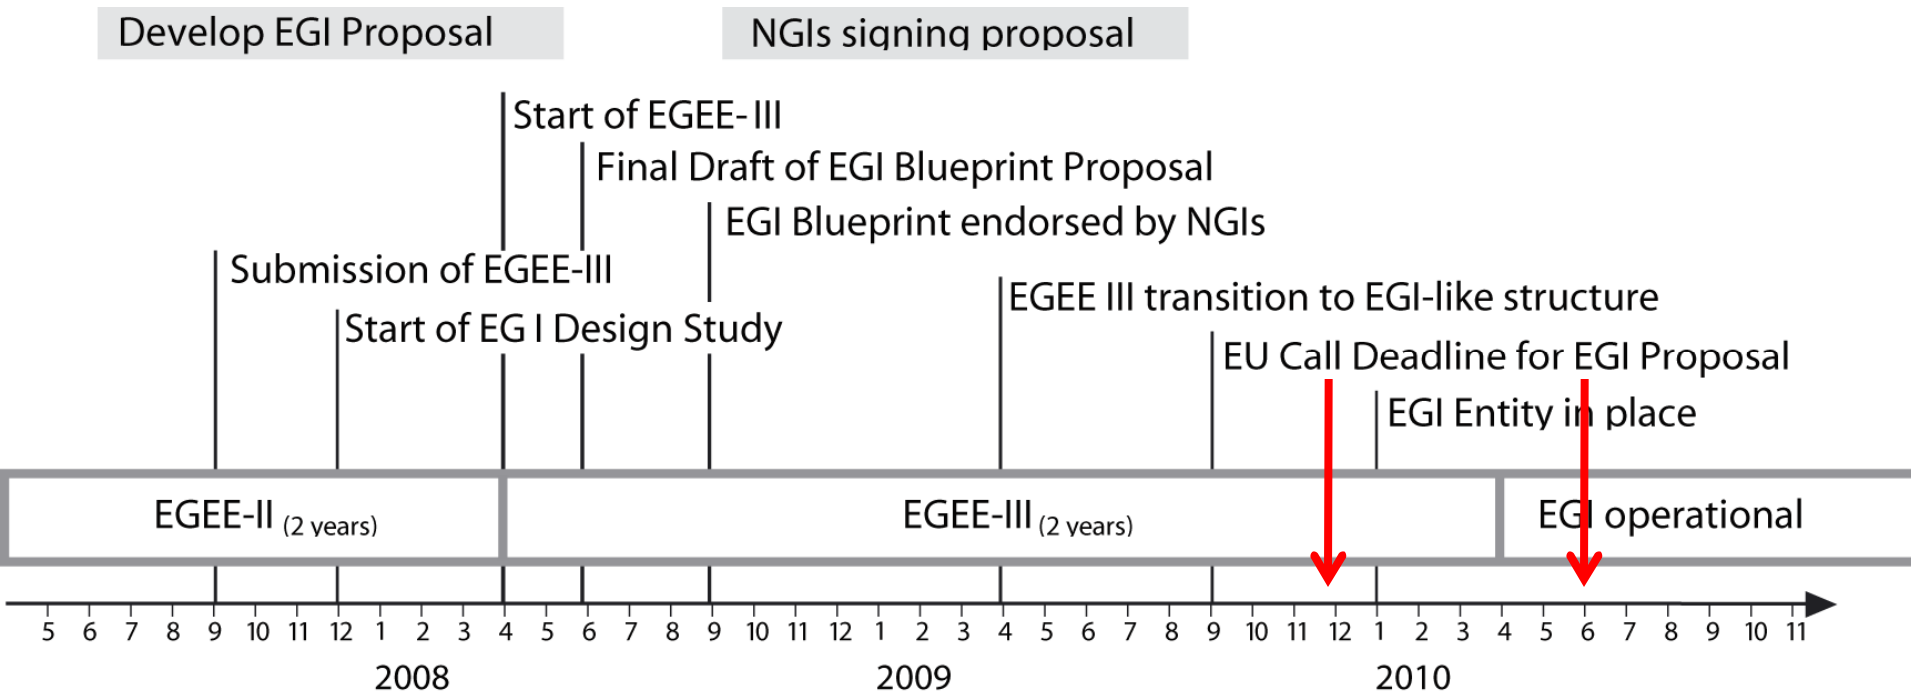 Develop EGI Proposal
NGIs signing proposal
Start of EGEE-III
Final Draft of EGI Blueprint Proposal
EGI Blueprint endorsed by NGIs
Submission of EGEE-III
EGEE III transition to EGI-like structure
Start of EG I Design Study
EU Call Deadline for EGI Proposal
EGI Entity in place
EGEE-II (2 years)
EGEE-III (2 years)
EGI operational
5 6 7 8 9 10 11 12 1 2 3 4 5 6 7 8 9 10 11 12 1 2 3 4 5 6 7 8 9 10 11 12 1 2 3 4 5 6 7 8 9 10 11
2008 2009 2010